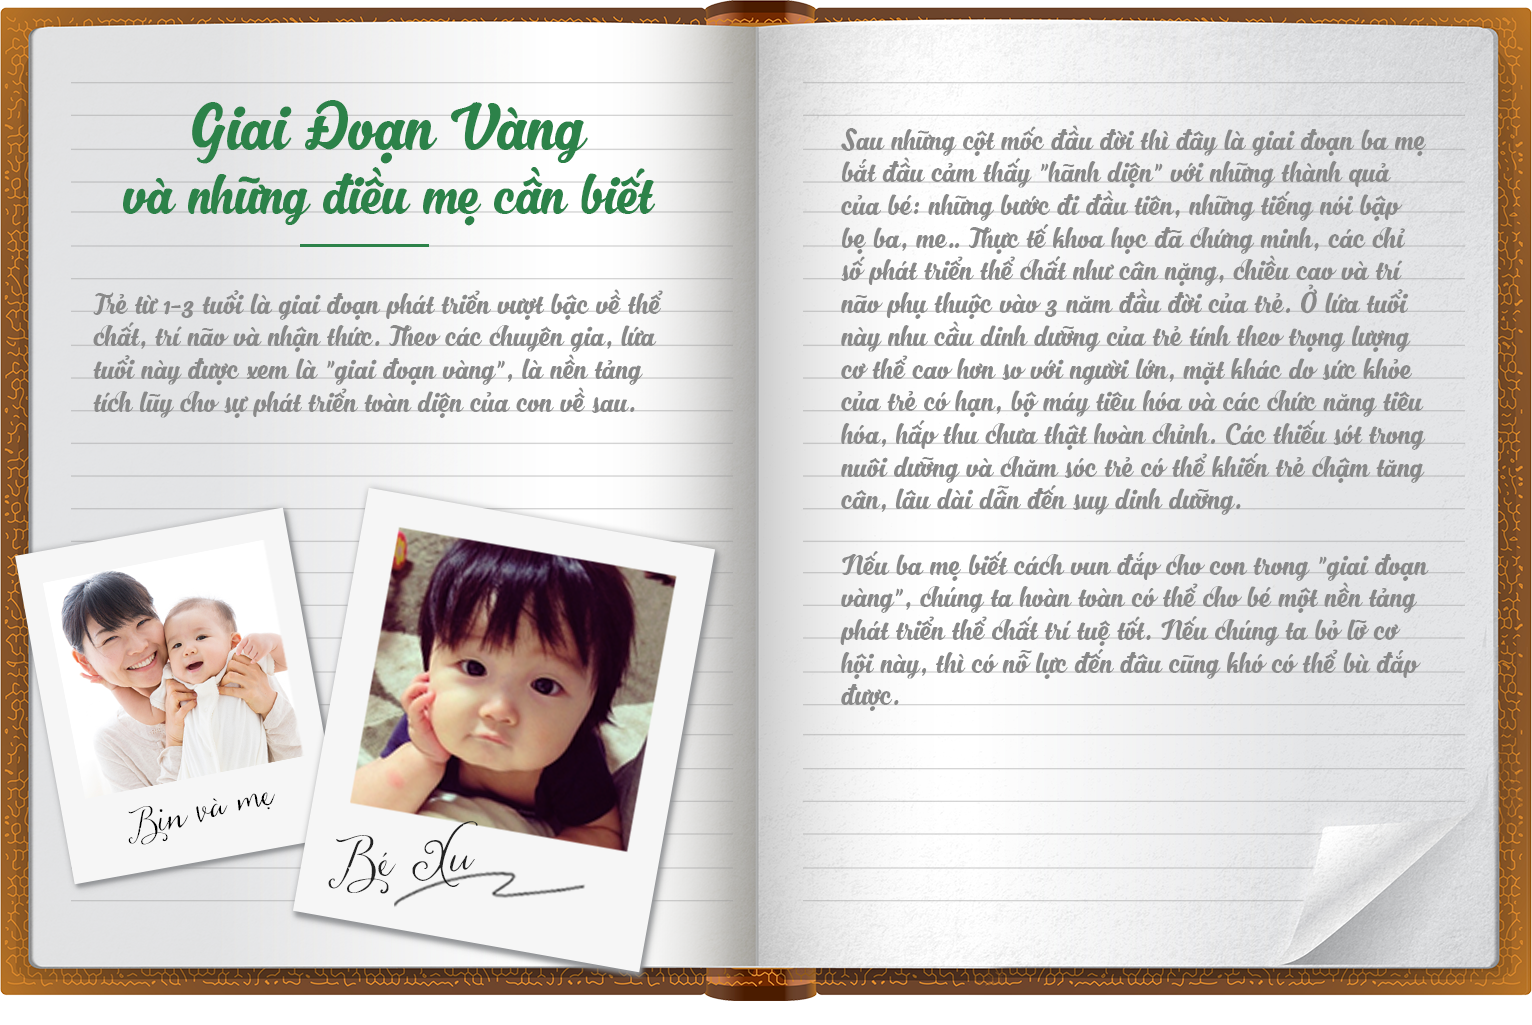 Giai Đoạn Vàng
và những điều mẹ cần biết
Trẻ từ 1-3 tuổi là giai đoạn phát triển vượt bậc về thể
chất, trí não và nhận thức. Theo các chuyên gia, lứa
tuổi này được xem là "giai đoạn vàng", là nền tảng
tích lũy cho sự phát triển toàn diện của con về sau.
Bin và mẹ
Bé Xu
Sau những cột mốc đầu đời thì đây là giai đoạn ba mẹ
bắt đầu cảm thấy "hãnh diện" với những thành quả
của bé: những bước đi đầu tiên, những tiếng nói bập
bẹ ba, me.. Thực tế khoa học đã chứng minh, các chỉ
số phát triển thể chất như cân nặng, chiều cao và trí
não phụ thuộc vào 3 năm đầu đời của trẻ. Ở lứa tuổi
này nhu cầu dinh dưỡng của trẻ tính theo trọng lượng
cơ thể cao hơn so với người lớn, mặt khác do sức khỏe
của trẻ có hạn, bộ máy tiêu hóa và các chức năng tiêu
hóa, hấp thu chưa thật hoàn chỉnh. Các thiếu sót trong
nuôi dưỡng và chăm sóc trẻ có thể khiến trẻ chậm tăng
cân, lâu dài dẫn đến suy dinh dưỡng.
Nếu ba mẹ biết cách vun đắp cho con trong "giai đoạn
vàng", chúng ta hoàn toàn có thể cho bé một nền tảng
phát triển thể chất trí tuệ tốt. Nếu chúng ta bỏ lỡ cơ
hội này, thì có nỗ lực đến đâu cũng khó có thể bù đắp
được.